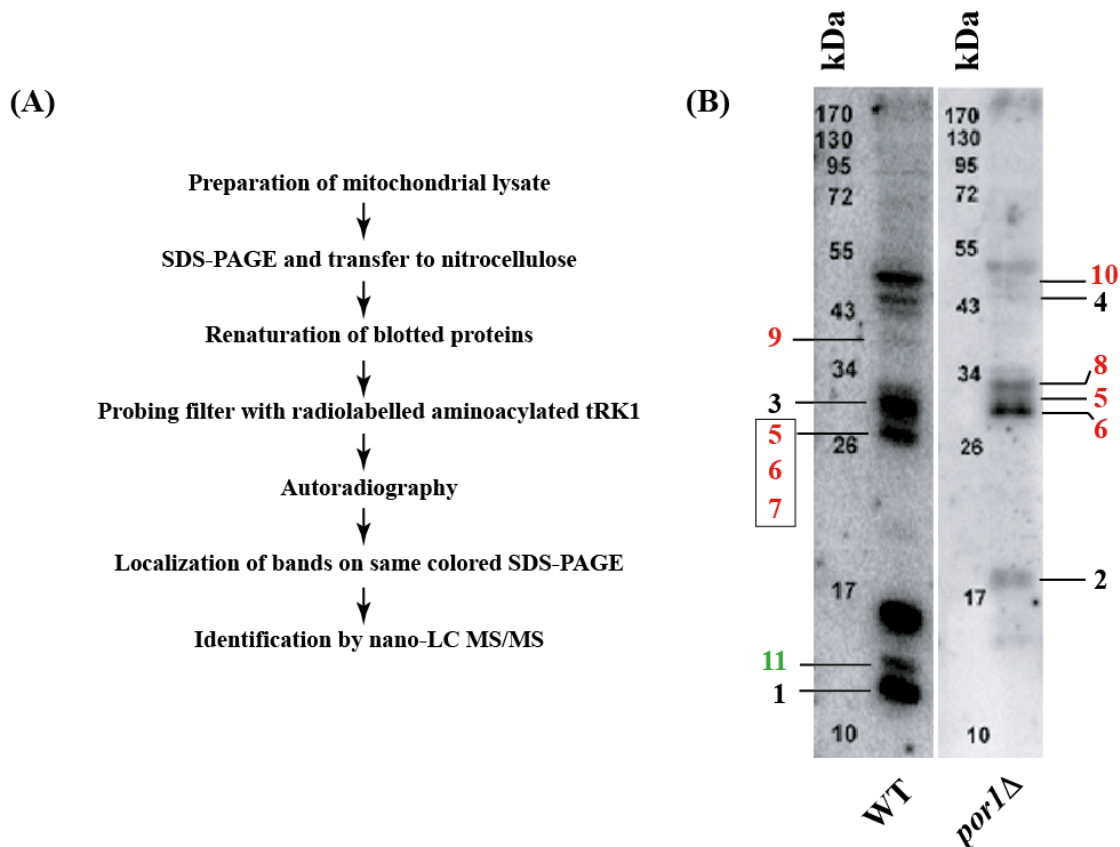 (A)
Preparation of mitochondrial lysate
SDS-PAGE and transfer to nitrocellulose
Renaturation of blotted proteins
Probing filter with radiolabelled aminoacylated tRK1
Autoradiography
Localization of bands on same colored SDS-PAGE
Identification by nano-LC MS/MS
(B)
kDa
170
130
95
72
55
43
34
26
17
10
9
3
5
6
7
11
1
WT
kDa
170
130
95
72
55
43
34
26
17
10
10
4
8
5
6
2
por1Δ